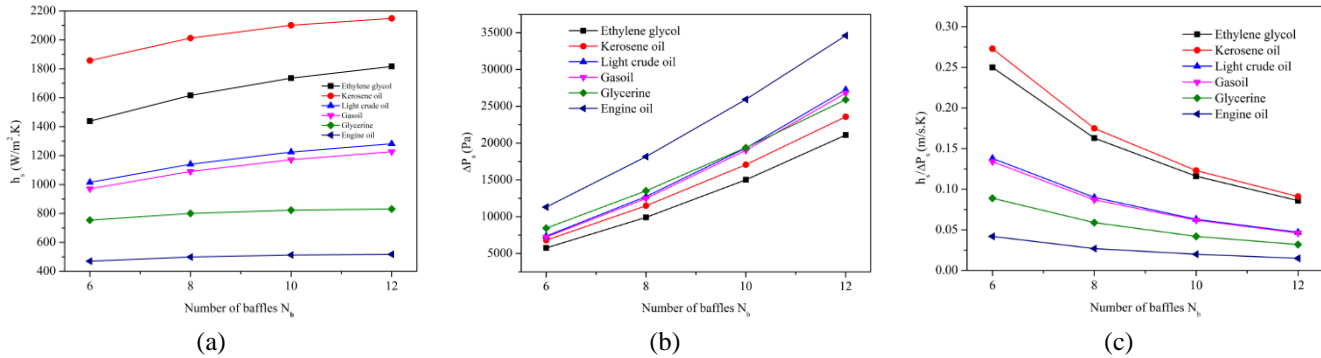 2200
2000
1800
1600
1400
1200
1000
800
600
400
h_s (W/m².K)
Ethylene glycol
Kerosene oil
Light crude oil
Gasoil
Glycerine
Engine oil
6 8 10 12
Number of baffles N_b
(a)
35000
30000
25000
20000
15000
10000
5000
ΔP_s (Pa)
Ethylene glycol
Kerosene oil
Light crude oil
Gasoil
Glycerine
Engine oil
6 8 10 12
Number of baffles N_b
(b)
0.30
0.25
0.20
0.15
0.10
0.05
0.00
h_s/ΔP_s (m/s.K)
Ethylene glycol
Kerosene oil
Light crude oil
Gasoil
Glycerine
Engine oil
6 8 10 12
Number of baffles N_b
(c)